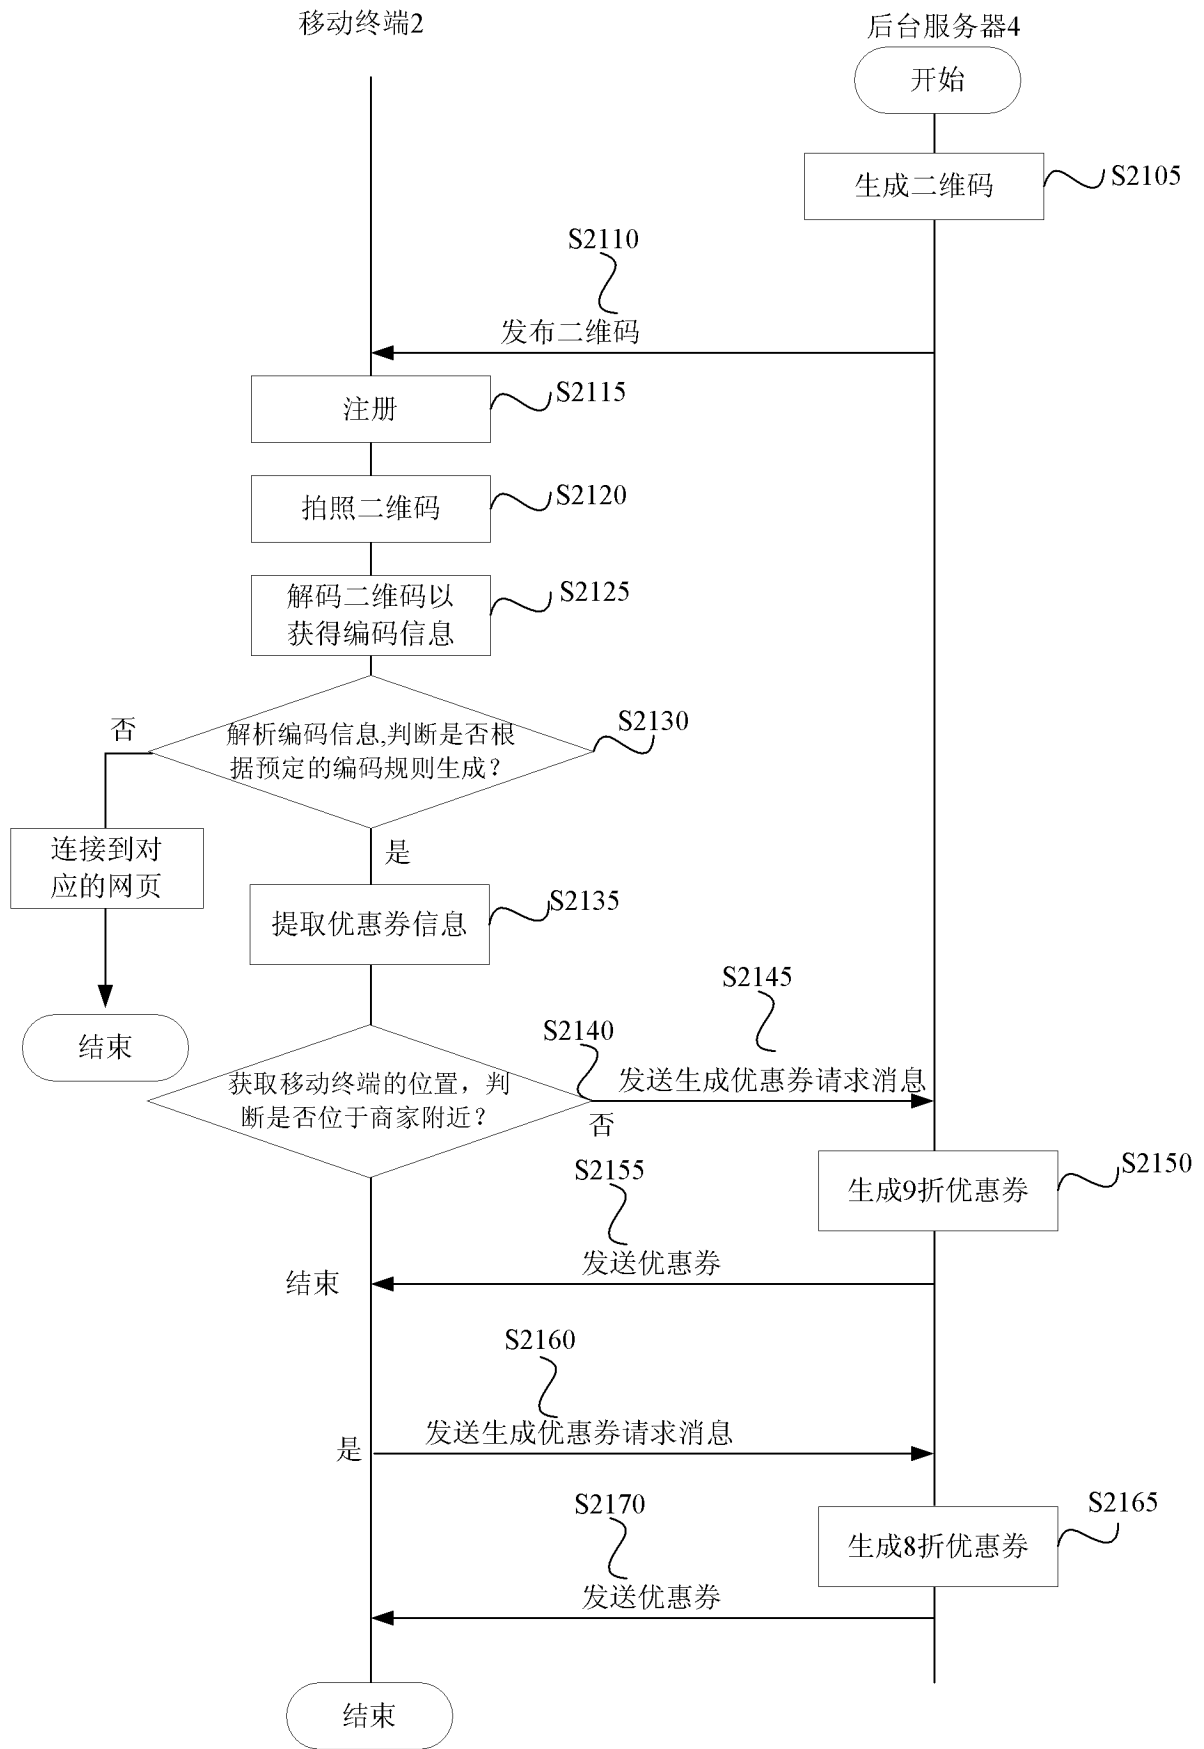 移动终端2
后台服务器4
开始
生成二维码
S2105
S2110
发布二维码
注册
S2115
拍照二维码
S2120
解码二维码以
获得编码信息
S2125
否
解析编码信息,判断是否根
据预定的编码规则生成？
S2130
连接到对
应的网页
是
提取优惠券信息
S2135
结束
S2140
S2145
获取移动终端的位置，判
断是否位于商家附近？
发送生成优惠券请求消息
否
S2155
生成9折优惠券
S2150
发送优惠券
结束
S2160
发送生成优惠券请求消息
是
S2170
生成8折优惠券
S2165
发送优惠券
结束